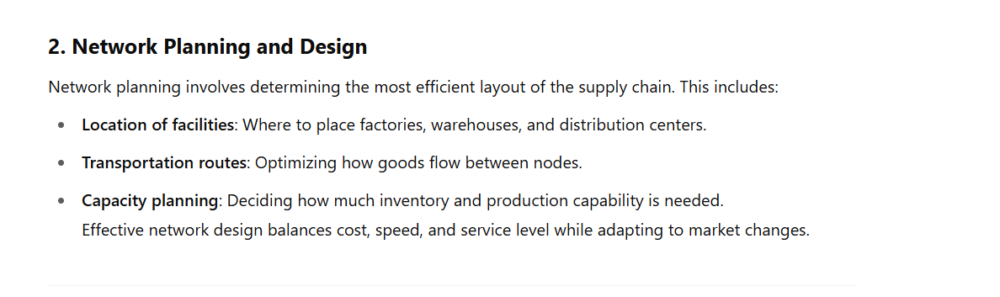 2. Network Planning and Design
Network planning involves determining the most efficient layout of the supply chain. This includes:
• Location of facilities: Where to place factories, warehouses, and distribution centers.
• Transportation routes: Optimizing how goods flow between nodes.
• Capacity planning: Deciding how much inventory and production capability is needed.
Effective network design balances cost, speed, and service level while adapting to market changes.